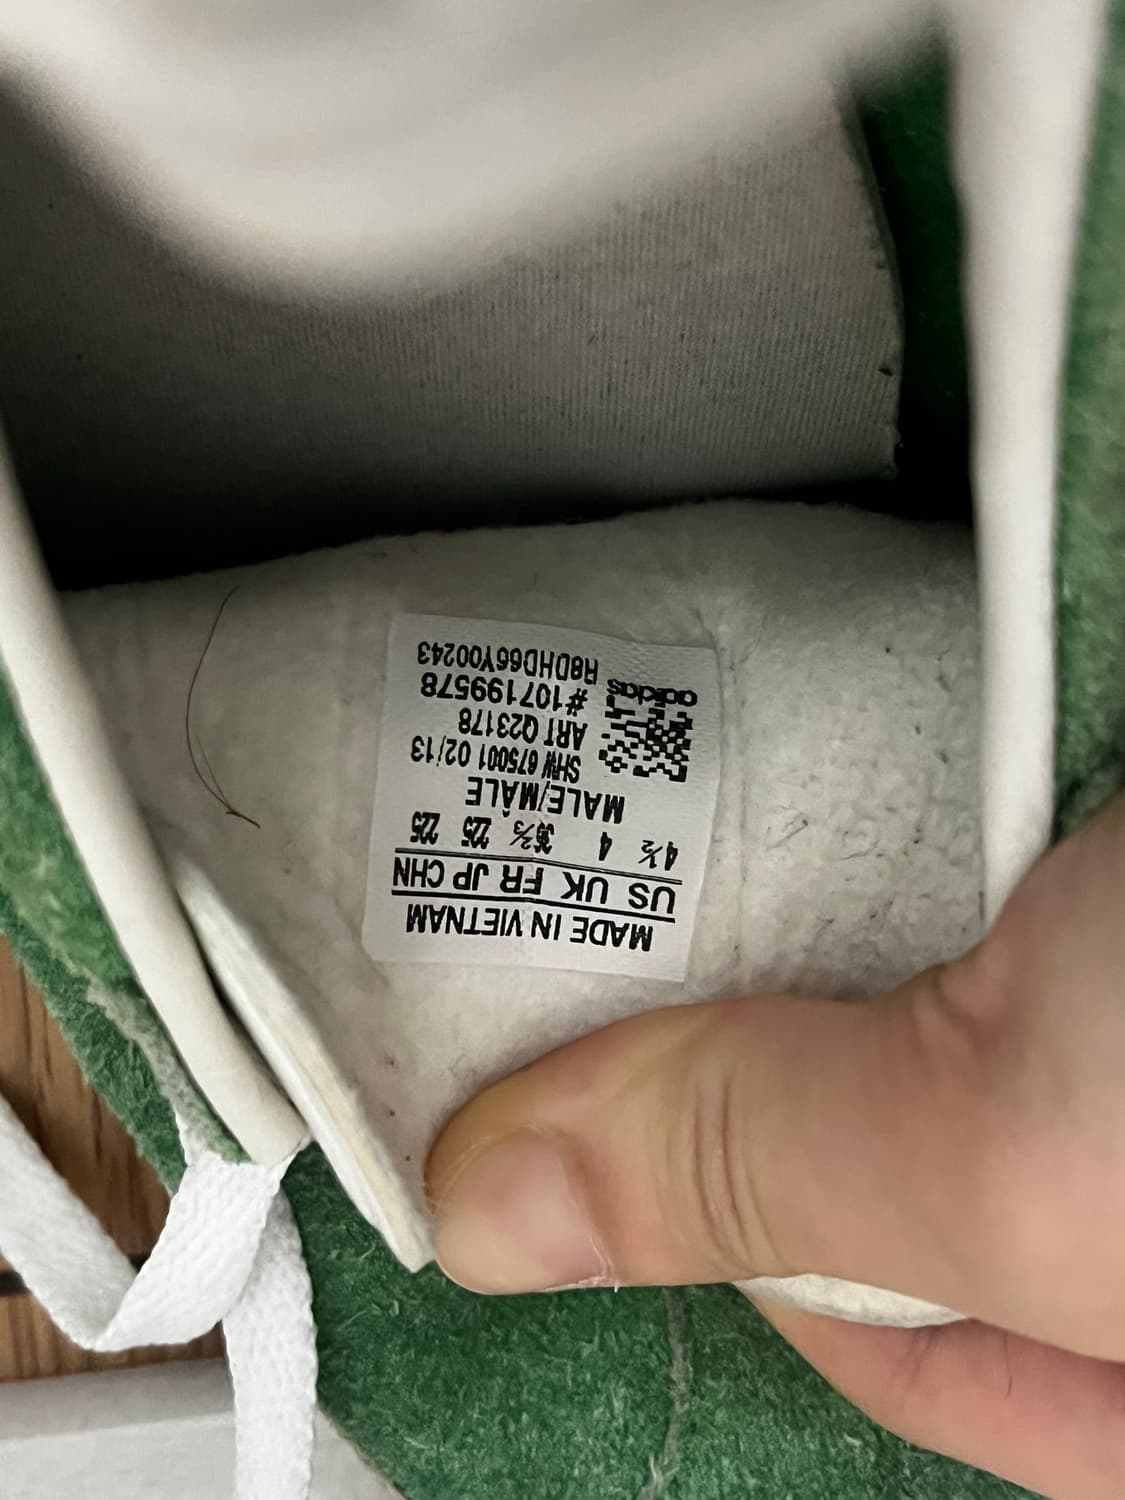 MADE IN VIETNAM
US UK FR JP CHN
4½ 4 36⅔ 225 225
MALE/MÂLE
SHW 675001 02/13
ART Q23178
#107199578
adidas R8DHD66Y00243